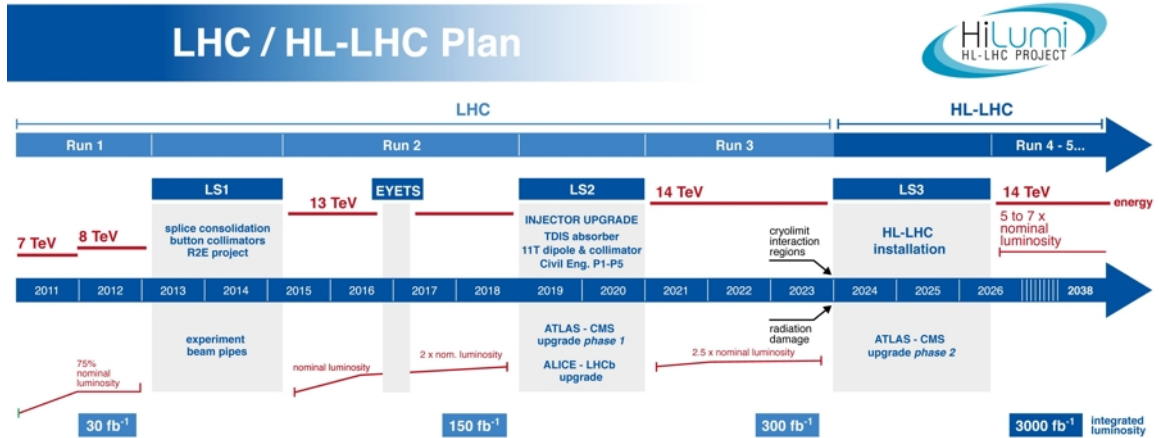 LHC / HL-LHC Plan
HiLumi
HL-LHC PROJECT
LHC
HL-LHC
Run 1
Run 2
Run 3
Run 4 - 5...
LS1
EYETS
LS2
LS3
13 TeV
14 TeV
14 TeV
energy
7 TeV
8 TeV
splice consolidation
button collimators
R2E project
INJECTOR UPGRADE
TDIS absorber
11T dipole & collimator
Civil Eng. P1-P5
cryolimit
interaction
regions
HL-LHC
installation
5 to 7 x
nominal
luminosity
2011
2012
2013
2014
2015
2016
2017
2018
2019
2020
2021
2022
2023
2024
2025
2026
2038
75%
nominal
luminosity
experiment
beam pipes
nominal luminosity
2 x nom. luminosity
ATLAS - CMS
upgrade phase 1
ALICE - LHCb
upgrade
radiation
damage
2.5 x nominal luminosity
ATLAS - CMS
upgrade phase 2
30 fb⁻¹
150 fb⁻¹
300 fb⁻¹
3000 fb⁻¹
integrated
luminosity